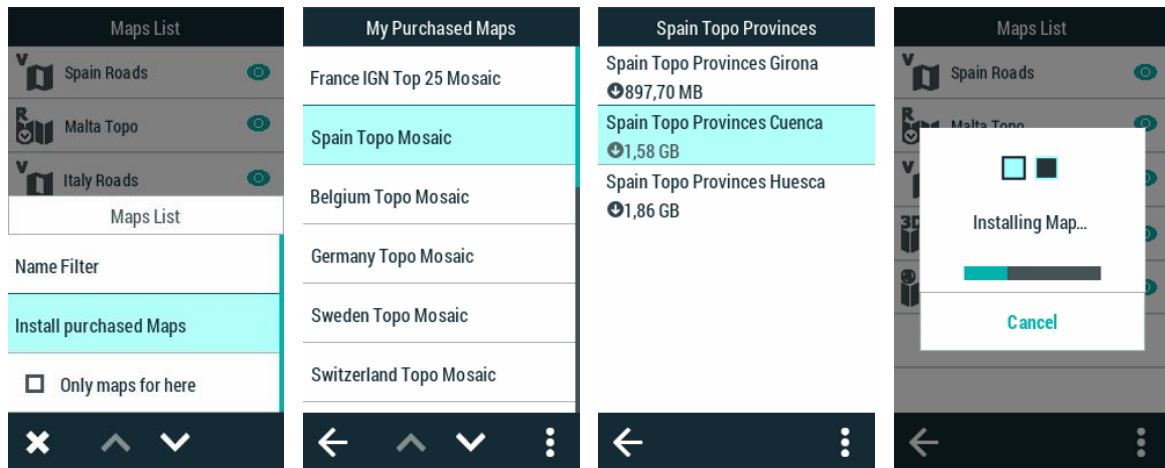 Maps List
V
Spain Roads
R
Malta Topo
V
Italy Roads
Maps List
Name Filter
Install purchased Maps
Only maps for here
My Purchased Maps
France IGN Top 25 Mosaic
Spain Topo Mosaic
Belgium Topo Mosaic
Germany Topo Mosaic
Sweden Topo Mosaic
Switzerland Topo Mosaic
Spain Topo Provinces
Spain Topo Provinces Girona
897,70 MB
Spain Topo Provinces Cuenca
1,58 GB
Spain Topo Provinces Huesca
1,86 GB
Maps List
V
Spain Roads
R
Malta Topo
V
3D
Installing Map...
Cancel